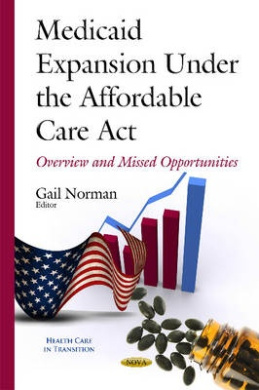 Medicaid
Expansion Under
the Affordable
Care Act
Overview and Missed Opportunities
Gail Norman
Editor
HEALTH CARE
IN TRANSITION
NOVA